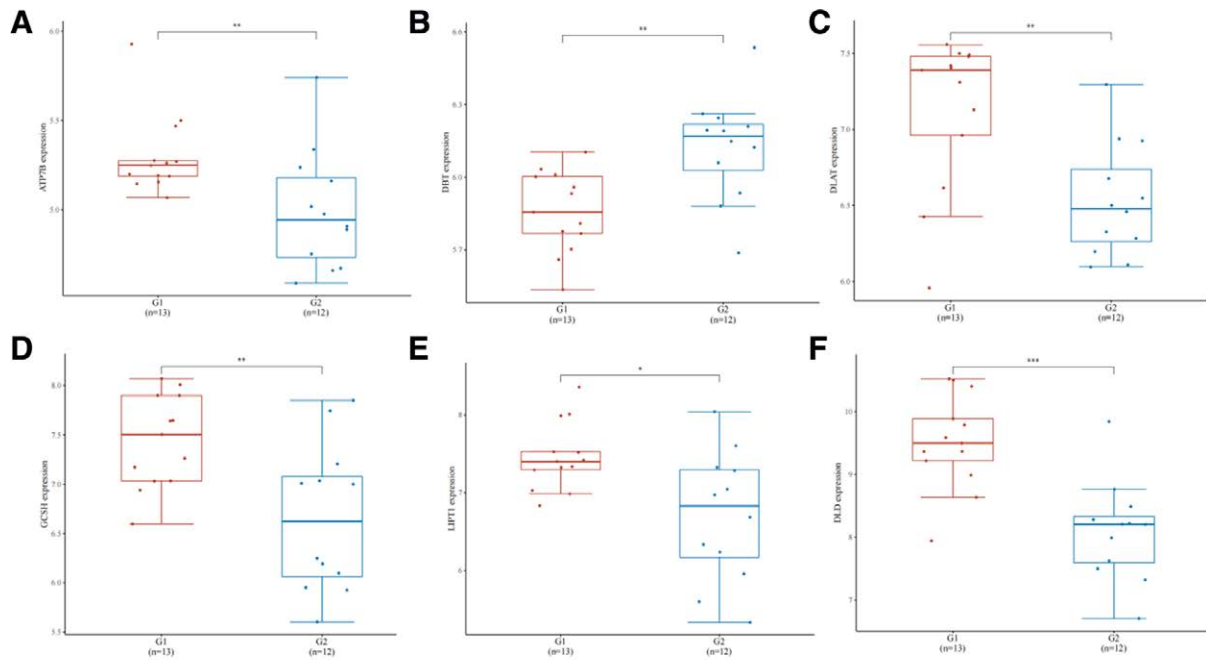 A
**
6.0
5.5
5.0
ATP7B expression
G1
(n=13)
G2
(n=12)
B
**
6.6
6.3
6.0
5.7
DBT expression
G1
(n=13)
G2
(n=12)
C
**
7.5
7.0
6.5
6.0
DLAT expression
G1
(n=13)
G2
(n=12)
D
**
8.0
7.5
7.0
6.5
6.0
5.5
GCSH expression
G1
(n=13)
G2
(n=12)
E
*
8
7
6
LIPT1 expression
G1
(n=13)
G2
(n=12)
F
***
10
9
8
7
DLD expression
G1
(n=13)
G2
(n=12)